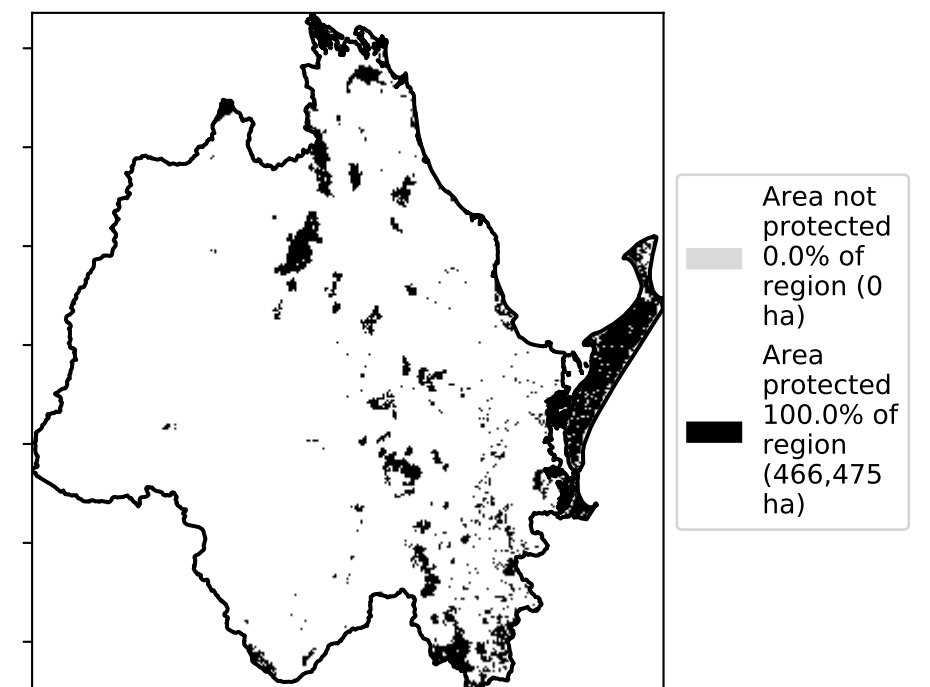 Area not
protected
0.0% of
region (0
ha)
Area
protected
100.0% of
region
(466,475
ha)